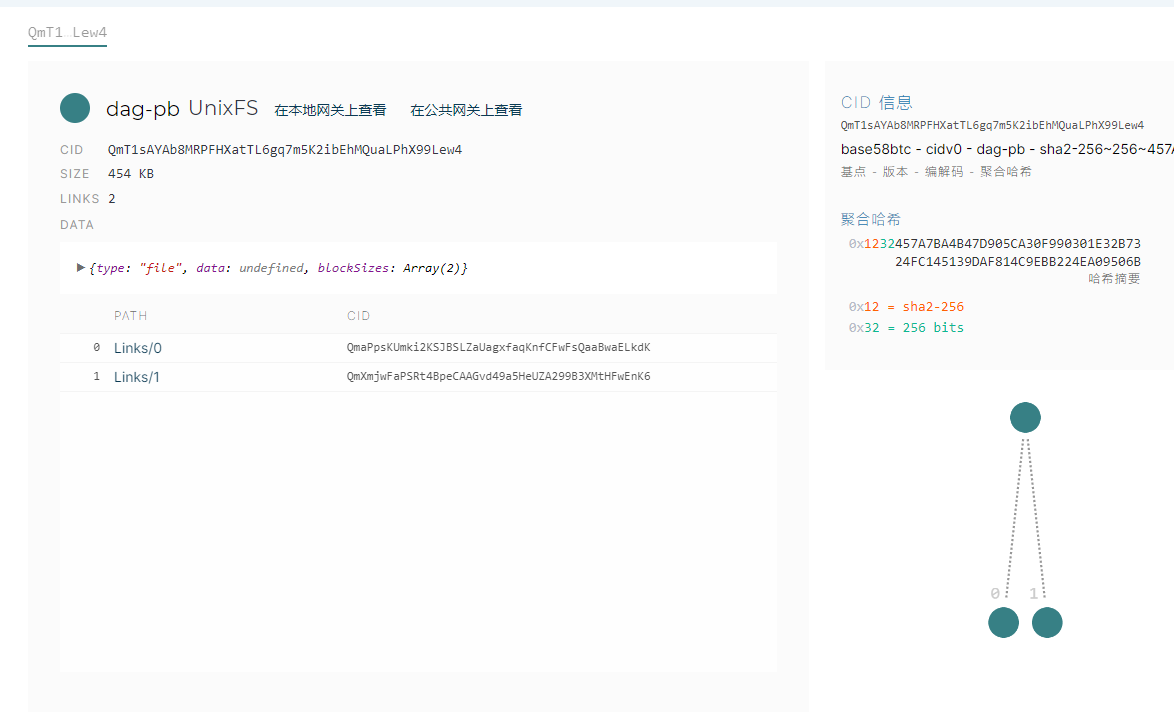 QmT1…Lew4
dag-pb UnixFS 在本地网关上查看 在公共网关上查看
CID QmT1sAYAb8MRPFHXatTL6gq7m5K2ibEhMQuaLPhX99Lew4
SIZE 454 KB
LINKS 2
DATA
▶{type: "file", data: undefined, blockSizes: Array(2)}
PATH CID
0 Links/0 QmaPpsKUmki2KSJBSLZaUagxfaqKnfCFwFsQaaBwaELkdK
1 Links/1 QmXmjwFaPSRt4BpeCAAGvd49a5HeUZA299B3XMtHFwEnK6
CID 信息
QmT1sAYAb8MRPFHXatTL6gq7m5K2ibEhMQuaLPhX99Lew4
base58btc - cidv0 - dag-pb - sha2-256~256~457A
基点 - 版本 - 编解码 - 聚合哈希
聚合哈希
0x1232457A7BA4B47D905CA30F990301E32B73
24FC145139DAF814C9EBB224EA09506B
哈希摘要
0x12 = sha2-256
0x32 = 256 bits
0 1